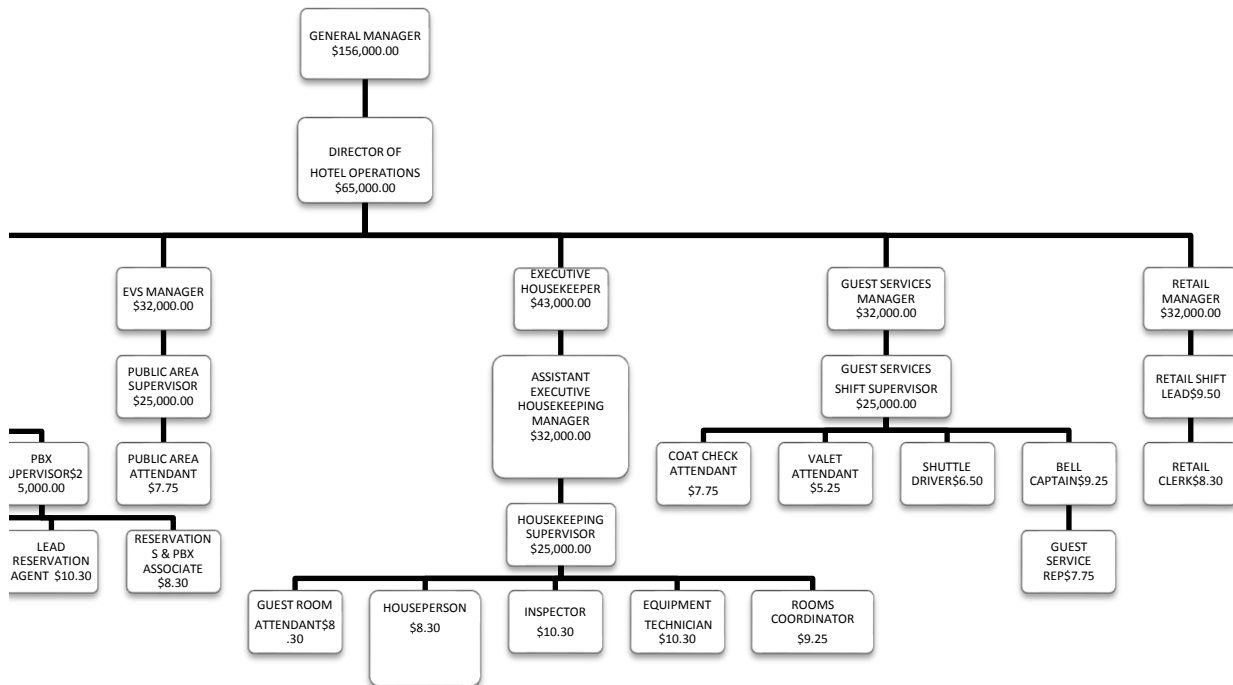 GENERAL MANAGER
$156,000.00
DIRECTOR OF
HOTEL OPERATIONS
$65,000.00
EVS MANAGER
$32,000.00
EXECUTIVE
HOUSEKEEPER
$43,000.00
GUEST SERVICES
MANAGER
$32,000.00
RETAIL
MANAGER
$32,000.00
PUBLIC AREA
SUPERVISOR
$25,000.00
ASSISTANT
EXECUTIVE
HOUSEKEEPING
MANAGER
$32,000.00
GUEST SERVICES
SHIFT SUPERVISOR
$25,000.00
RETAIL SHIFT
LEAD$9.50
PBX
UPERVISOR$2
5,000.00
PUBLIC AREA
ATTENDANT
$7.75
COAT CHECK
ATTENDANT
$7.75
VALET
ATTENDANT
$5.25
SHUTTLE
DRIVER$6.50
BELL
CAPTAIN$9.25
RETAIL
CLERK$8.30
LEAD
RESERVATION
AGENT $10.30
RESERVATION
S & PBX
ASSOCIATE
$8.30
HOUSEKEEPING
SUPERVISOR
$25,000.00
GUEST
SERVICE
REP$7.75
GUEST ROOM
ATTENDANT$8
.30
HOUSEPERSON
$8.30
INSPECTOR
$10.30
EQUIPMENT
TECHNICIAN
$10.30
ROOMS
COORDINATOR
$9.25